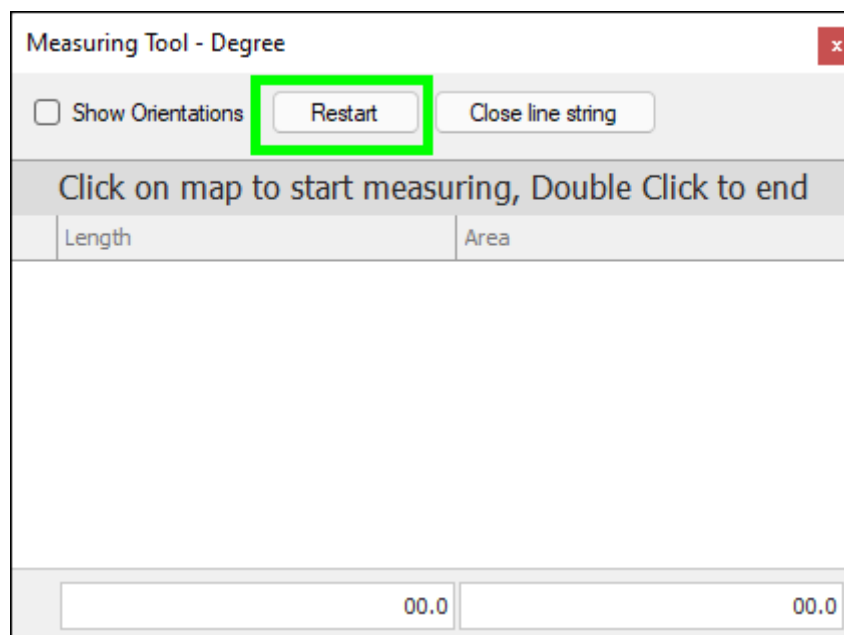 Measuring Tool - Degree
x
Show Orientations Restart Close line string
Click on map to start measuring, Double Click to end
Length Area
00.0 00.0